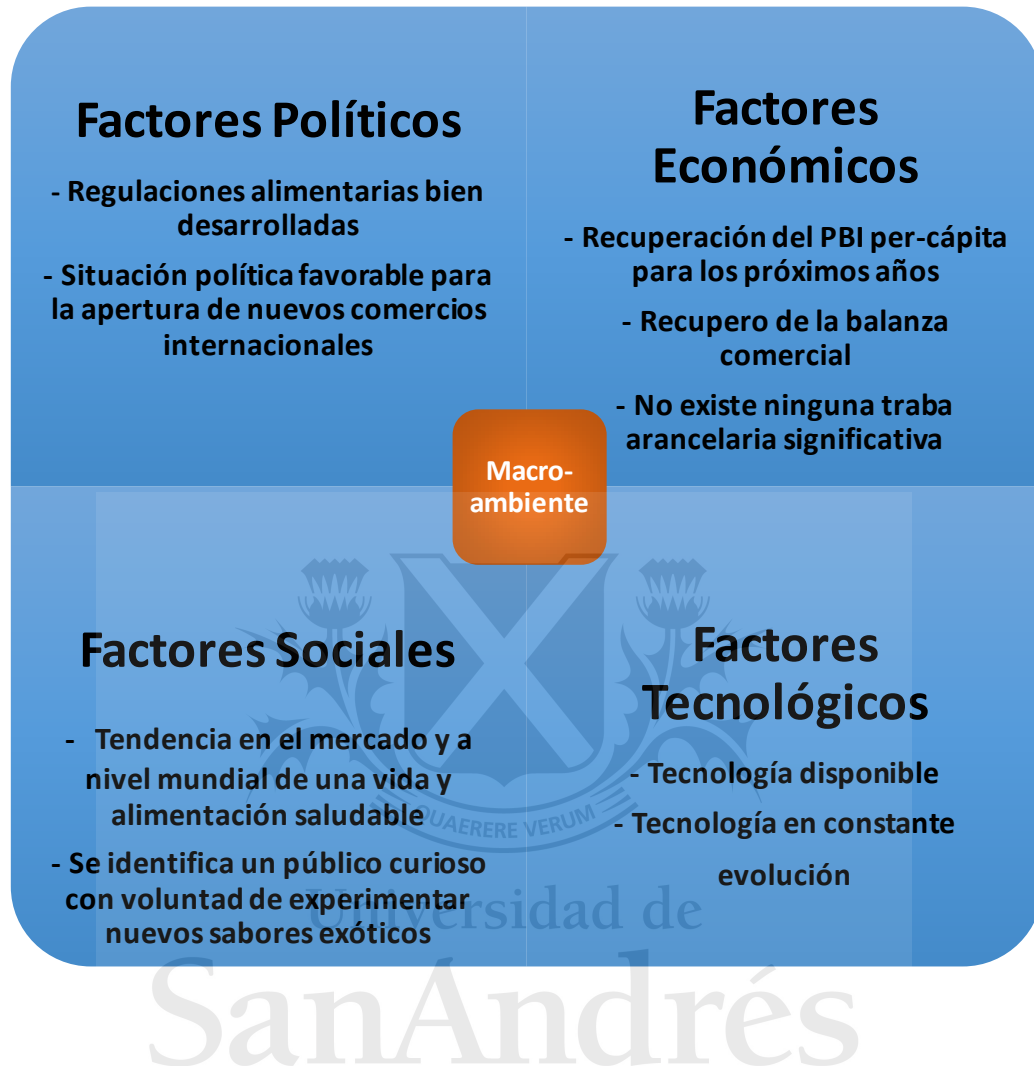 Factores Políticos
- Regulaciones alimentarias bien
desarrolladas
- Situación política favorable para
la apertura de nuevos comercios
internacionales
Factores
Económicos
- Recuperación del PBI per-cápita
para los próximos años
- Recupero de la balanza
comercial
- No existe ninguna traba
arancelaria significativa
Macro-
ambiente
Factores Sociales
- Tendencia en el mercado y a
nivel mundial de una vida y
alimentación saludable
- Se identifica un público curioso
con voluntad de experimentar
nuevos sabores exóticos
Factores
Tecnológicos
- Tecnología disponible
- Tecnología en constante
evolución
QUAERERE VERUM
Universidad de
SanAndrés